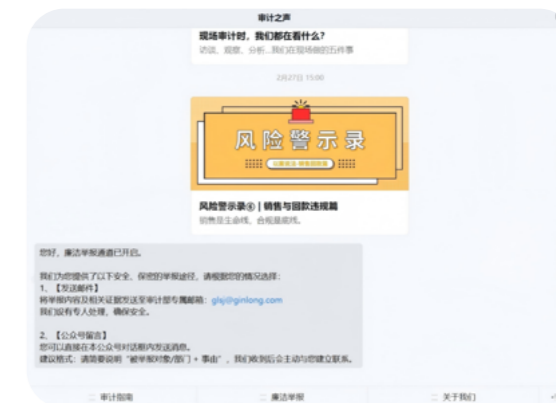 审计之声
现场审计时，我们都在看什么？
访谈、观察、分析...我们在现场做的五件事
2月27日 15:00
风险警示录
风险警示录④ | 销售与回款违规篇
销售是生命线，合规是底线。
您好，廉洁举报通道已开启。
我们为您提供了以下安全、保密的举报途径，请根据您的情况选择：
1、【发送邮件】
将举报内容及相关证据发送至审计部专属邮箱：glsj@ginlong.com
我们设有专人处理，确保安全。
2、【公众号留言】
您可以直接在本公众号对话框内发送消息。
建议格式：请简要说明“被举报对象/部门 + 事由”，我们收到后会主动与您建立联系。
审计指南
廉洁举报
关于我们